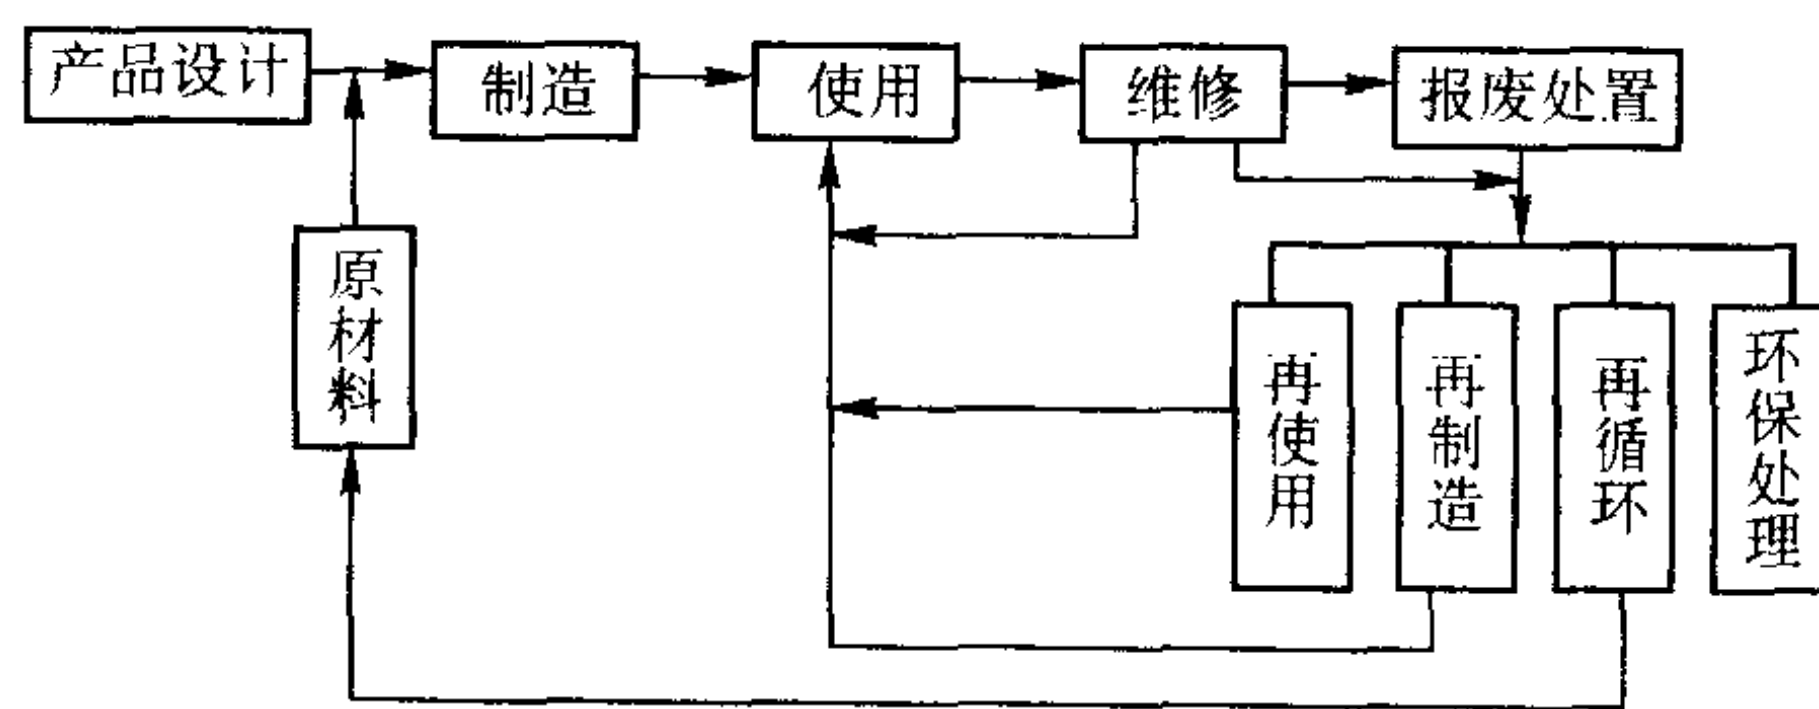 产品设计
制造
使用
维修
报废处置
原材料
再使用
再制造
再循环
环保处理